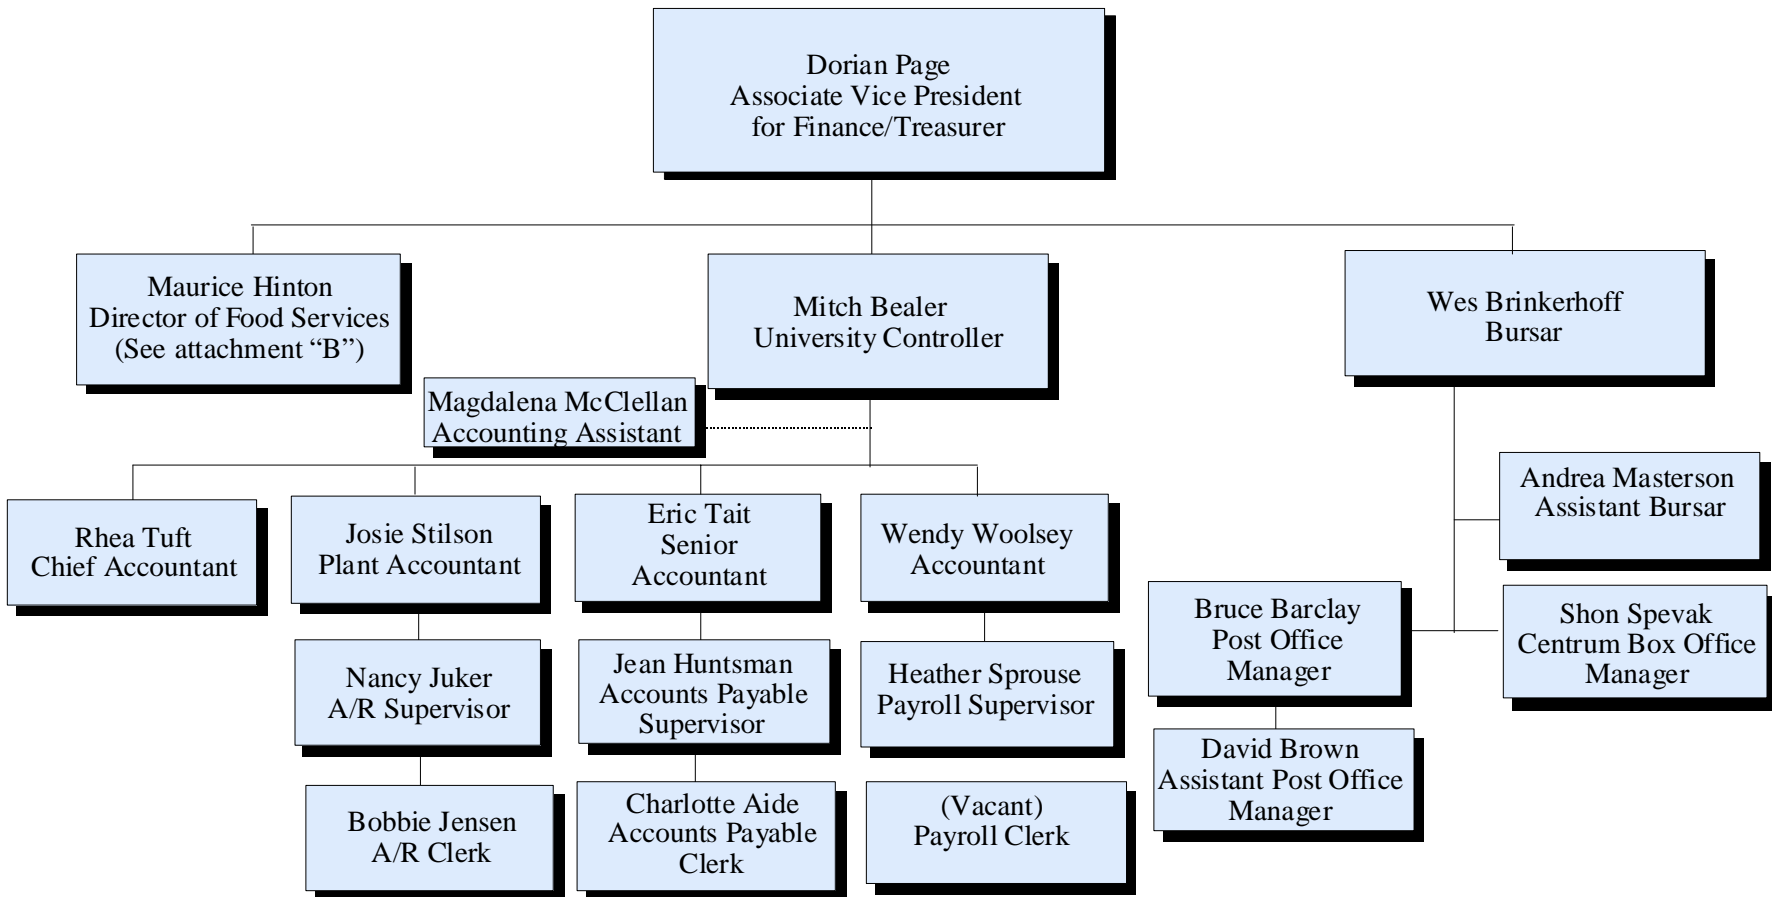 Dorian Page
Associate Vice President
for Finance/Treasurer
Maurice Hinton
Director of Food Services
(See attachment “B”)
Mitch Bealer
University Controller
Wes Brinkerhoff
Bursar
Magdalena McClellan
Accounting Assistant
Rhea Tuft
Chief Accountant
Josie Stilson
Plant Accountant
Eric Tait
Senior
Accountant
Wendy Woolsey
Accountant
Andrea Masterson
Assistant Bursar
Nancy Juker
A/R Supervisor
Jean Huntsman
Accounts Payable
Supervisor
Heather Sprouse
Payroll Supervisor
Bruce Barclay
Post Office
Manager
Shon Spevak
Centrum Box Office
Manager
Bobbie Jensen
A/R Clerk
Charlotte Aide
Accounts Payable
Clerk
(Vacant)
Payroll Clerk
David Brown
Assistant Post Office
Manager